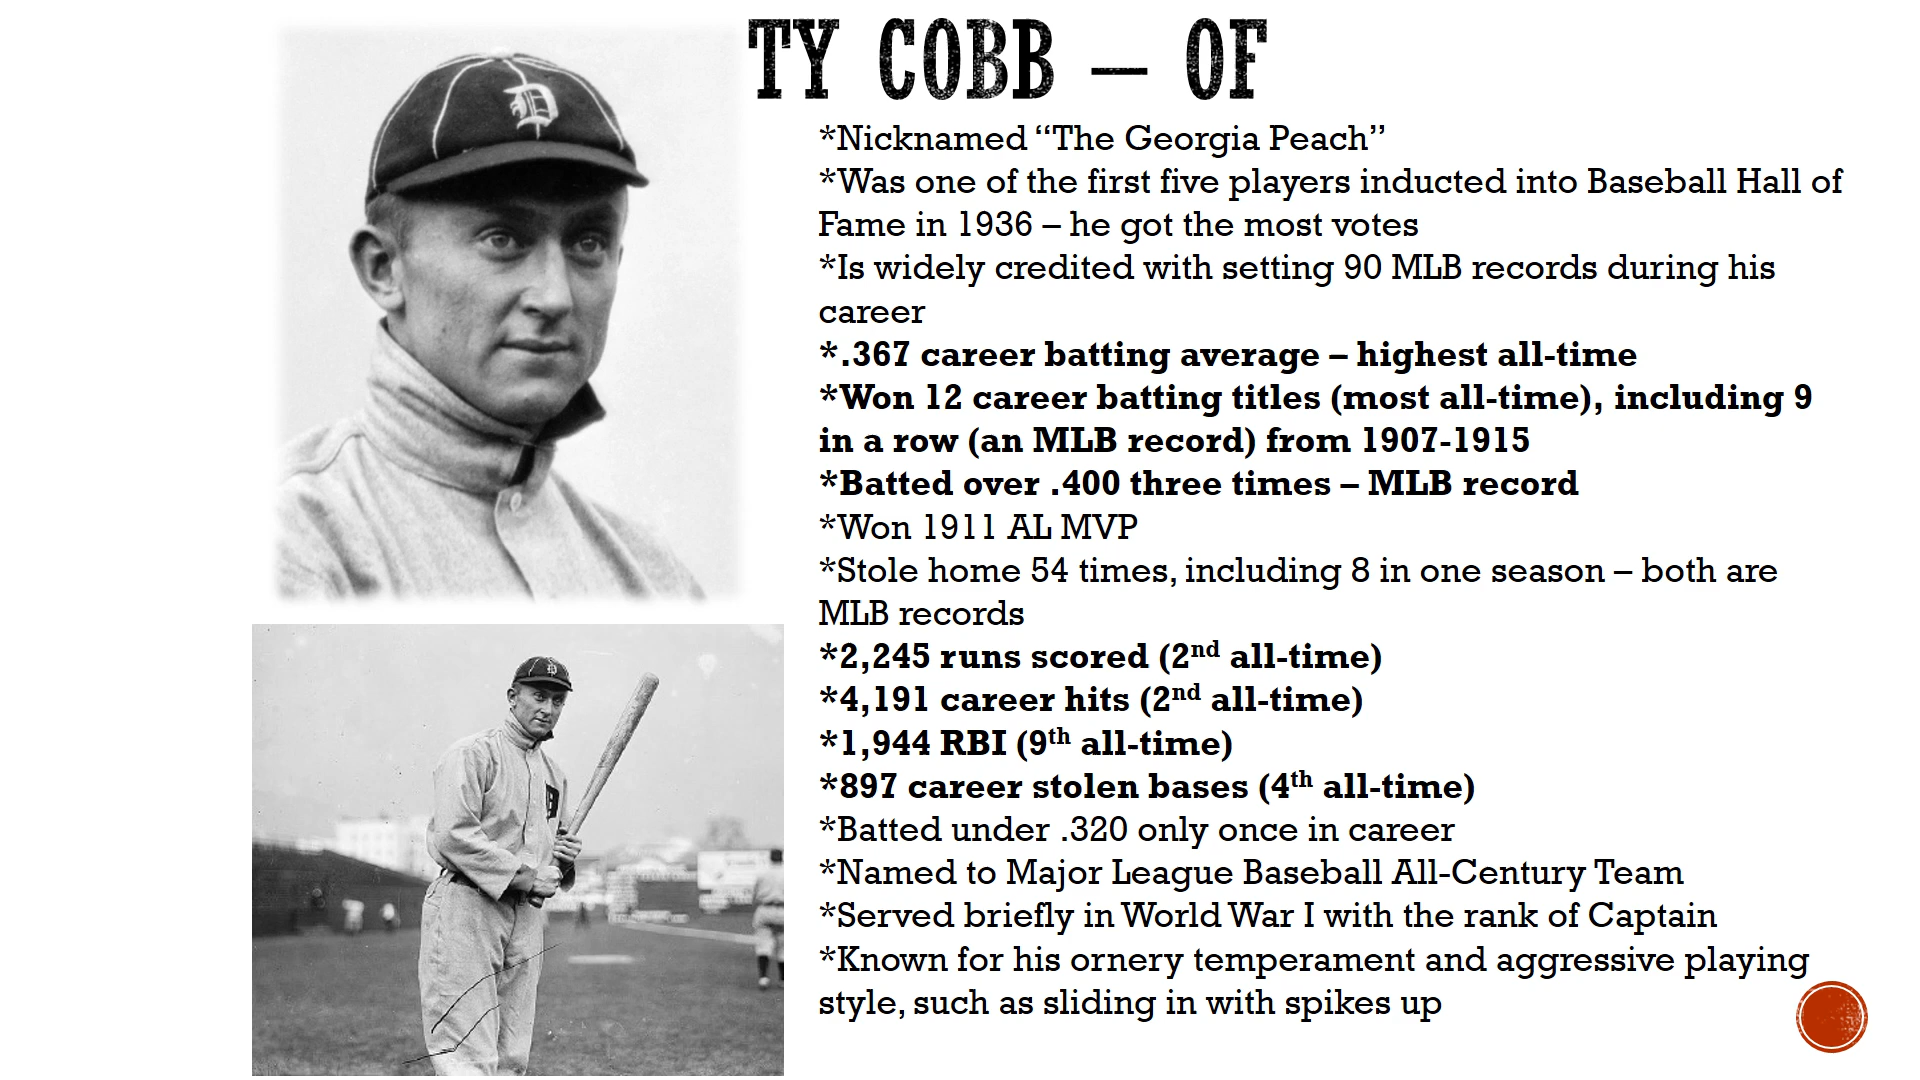 TY COBB – OF
*Nicknamed “The Georgia Peach”
*Was one of the first five players inducted into Baseball Hall of
Fame in 1936 – he got the most votes
*Is widely credited with setting 90 MLB records during his
career
*.367 career batting average – highest all-time
*Won 12 career batting titles (most all-time), including 9
in a row (an MLB record) from 1907-1915
*Batted over .400 three times – MLB record
*Won 1911 AL MVP
*Stole home 54 times, including 8 in one season – both are
MLB records
*2,245 runs scored (2nd all-time)
*4,191 career hits (2nd all-time)
*1,944 RBI (9th all-time)
*897 career stolen bases (4th all-time)
*Batted under .320 only once in career
*Named to Major League Baseball All-Century Team
*Served briefly in World War I with the rank of Captain
*Known for his ornery temperament and aggressive playing
style, such as sliding in with spikes up
D
D
D